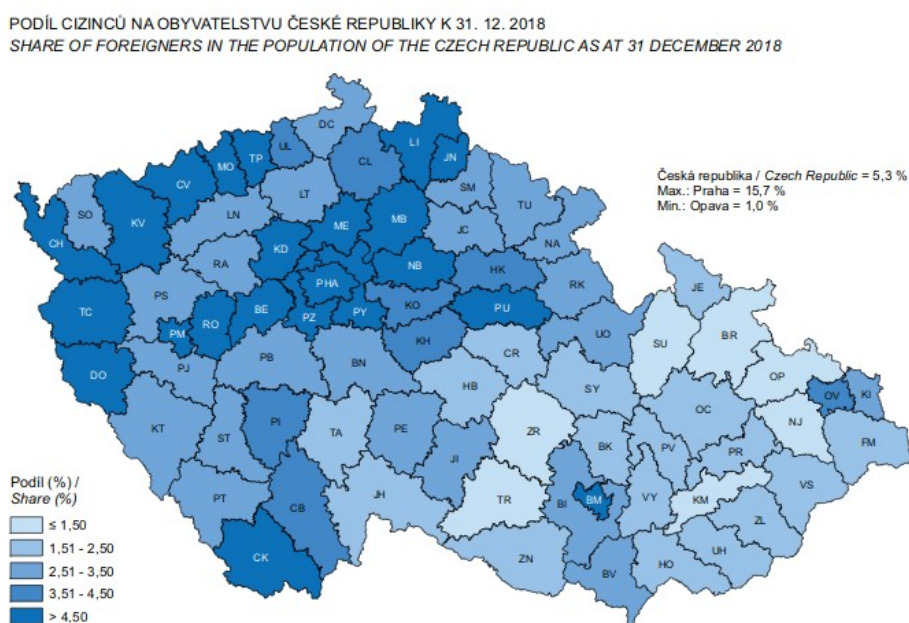 PODÍL CIZINCŮ NA OBYVATELSTVU ČESKÉ REPUBLIKY K 31. 12. 2018
SHARE OF FOREIGNERS IN THE POPULATION OF THE CZECH REPUBLIC AS AT 31 DECEMBER 2018
Česká republika / Czech Republic = 5,3 %
Max.: Praha = 15,7 %
Min.: Opava = 1,0 %
DC
LI
UL
MO
TP
CL
JN
CV
SM
LT
SO
KV
LN
TU
ME
MB
JC
CH
KD
NA
RA
NB
HK
PHA
RK
JE
PS
KO
TC
RO
BE
PZ
PY
PU
PM
UO
SU
BR
KH
CR
PB
BN
PJ
DO
OP
HB
SY
OV
KI
OC
KT
ST
PI
TA
PE
ZR
NJ
FM
BK
PV
PR
JI
VS
PT
CB
JH
TR
BI
BM
VY
KM
ZL
CK
ZN
BV
HO
UH
Podíl (%) /
Share (%)
≤ 1,50
1,51 - 2,50
2,51 - 3,50
3,51 - 4,50
> 4,50